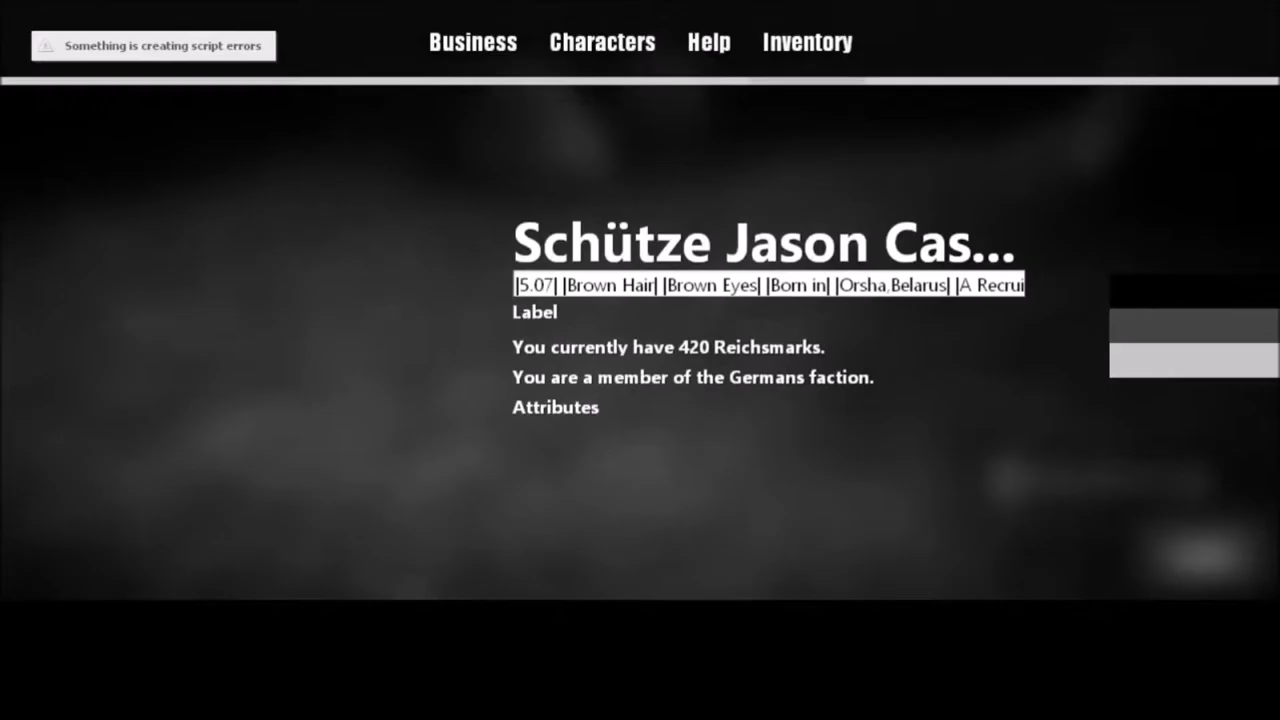 Something is creating script errors
Business Characters Help Inventory
Schütze Jason Cas...
|5.07| |Brown Hair| |Brown Eyes| |Born in| |Orsha,Belarus| |A Recrui
Label
You currently have 420 Reichsmarks.
You are a member of the Germans faction.
Attributes